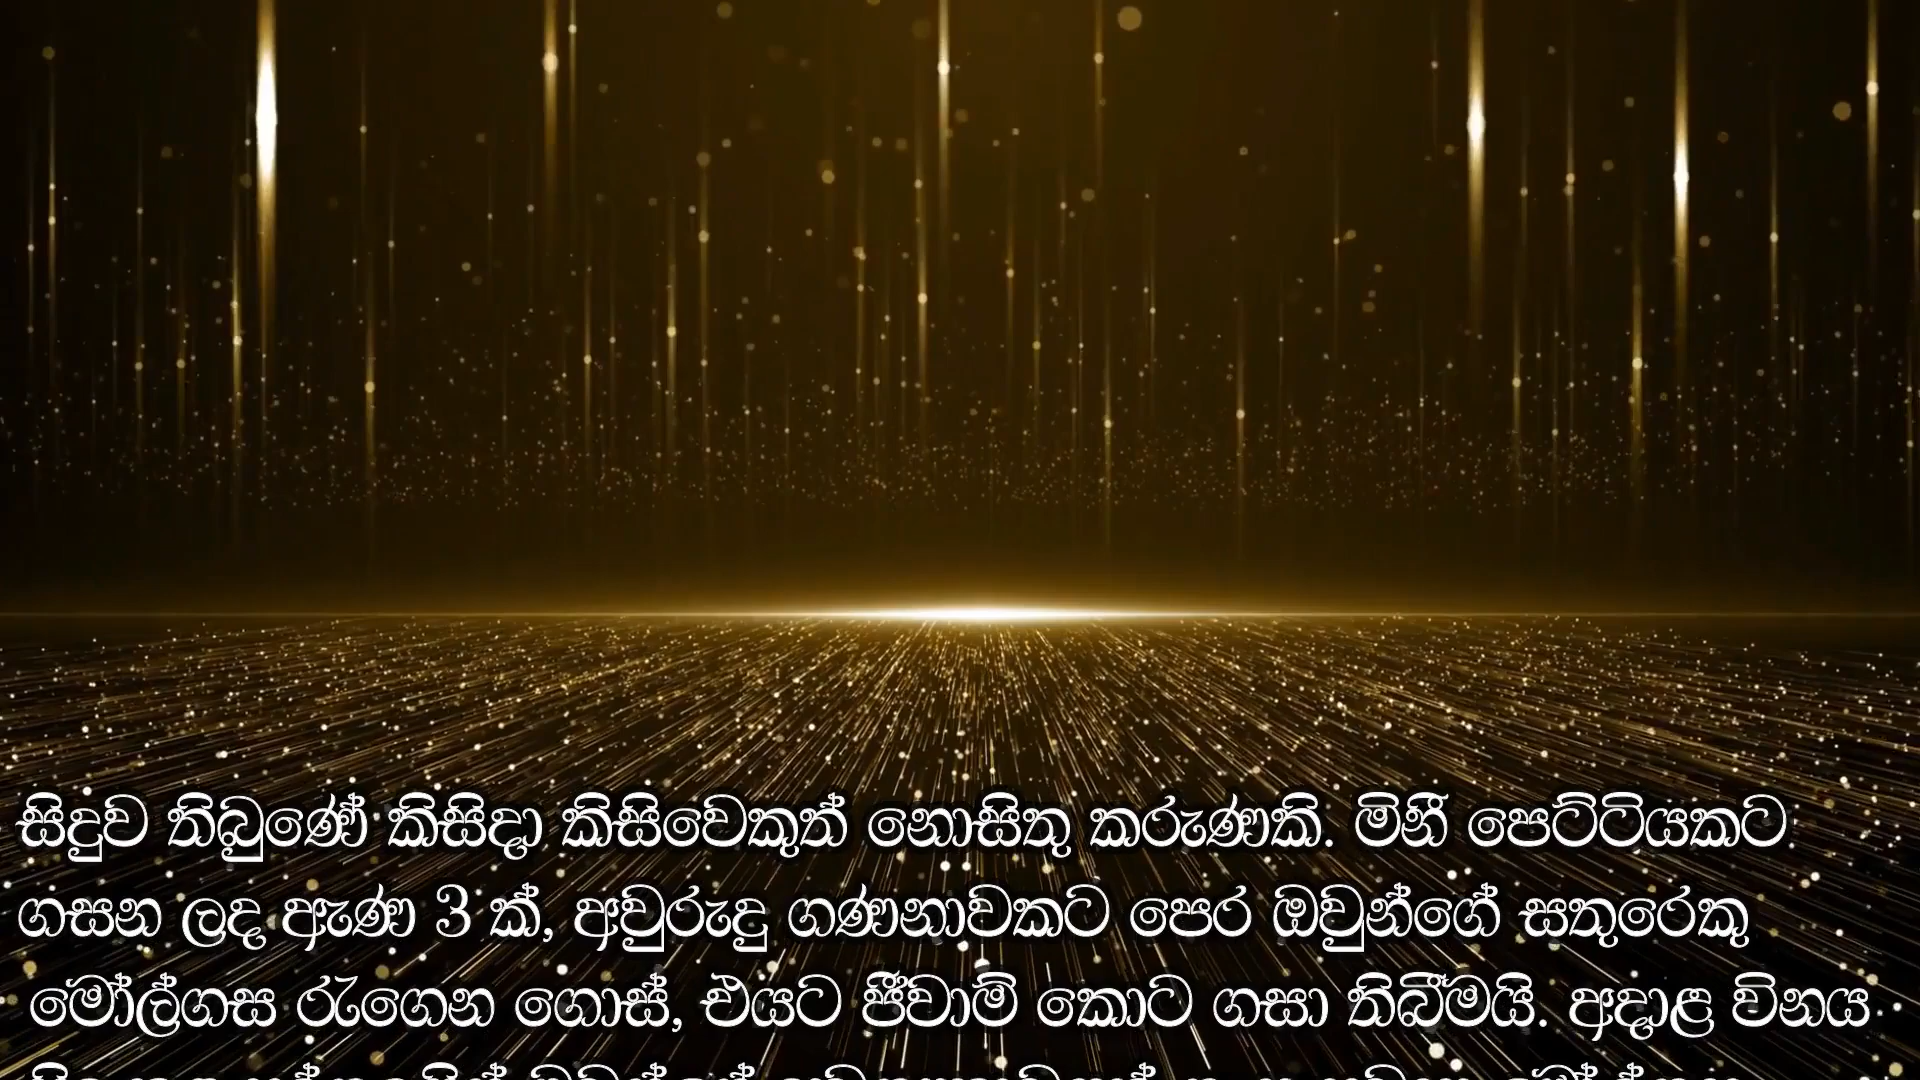 සිදුව තිබුණේ කිසිදා කිසිවෙකුත් නොසිතු කරුණකි. මිනී පෙට්ටියකට
ගසන ලද ඇණ 3 ක්, අවුරුදු ගණනාවකට පෙර ඔවුන්ගේ සතුරෙකු
මෝල්ගස රැගෙන ගොස්, එයට ජීවාම් කොට ගසා තිබීමයි. අදාළ විනය